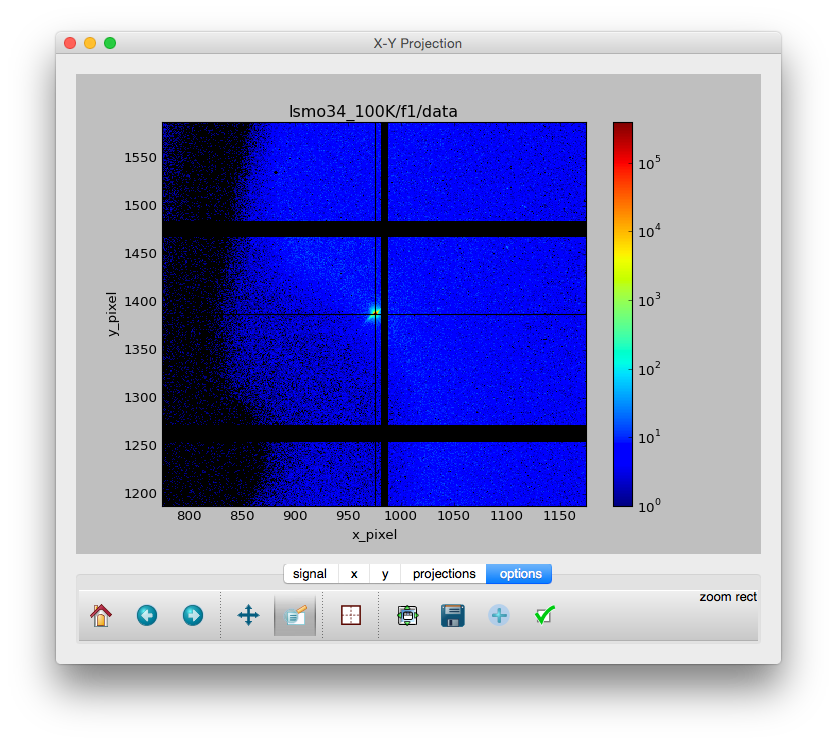 X-Y Projection
lsmo34_100K/f1/data
1550
1500
1450
1400
1350
1300
1250
1200
y_pixel
800 850 900 950 1000 1050 1100 1150
x_pixel
10^5
10^4
10^3
10^2
10^1
10^0
signal x y projections options
zoom rect